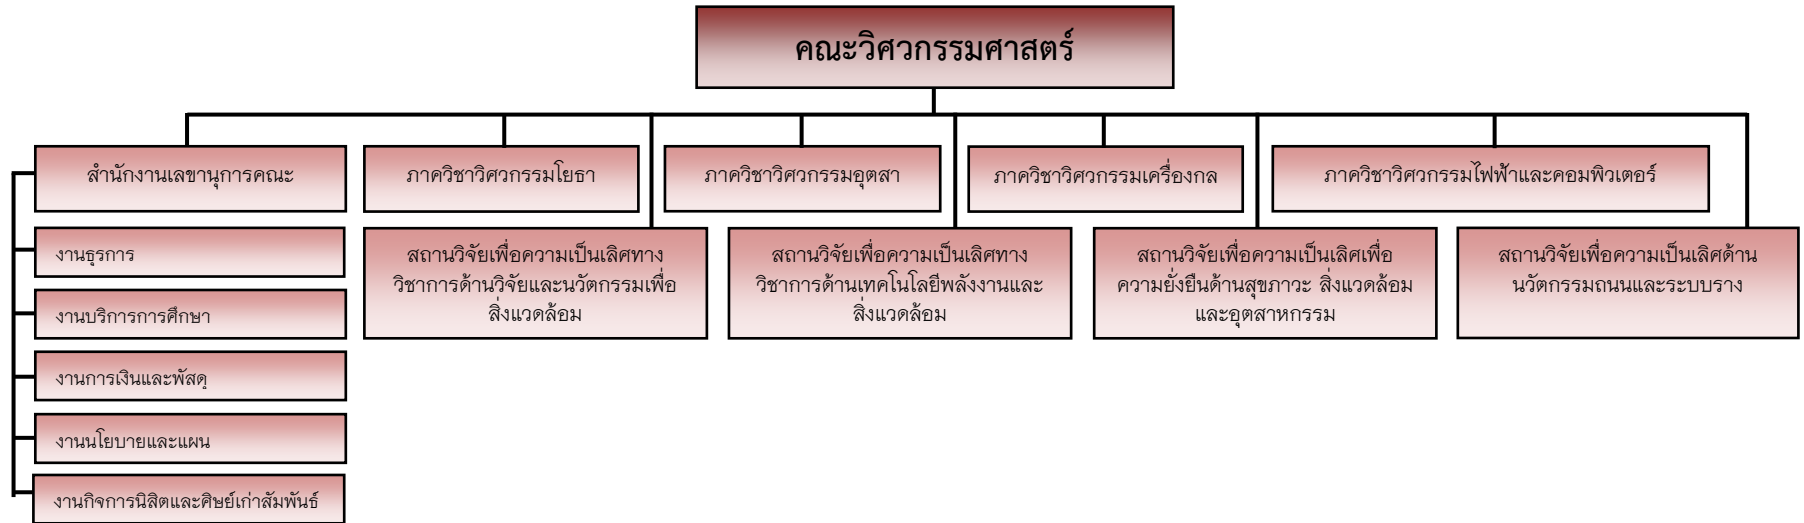 คณะวิศวกรรมศาสตร์
สำนักงานเลขานุการคณะ
ภาควิชาวิศวกรรมโยธา
ภาควิชาวิศวกรรมอุตสา
ภาควิชาวิศวกรรมเครื่องกล
ภาควิชาวิศวกรรมไฟฟ้าและคอมพิวเตอร์
งานธุรการ
งานบริการการศึกษา
งานการเงินและพัสดุ
งานนโยบายและแผน
งานกิจการนิสิตและศิษย์เก่าสัมพันธ์
สถานวิจัยเพื่อความเป็นเลิศทาง
วิชาการด้านวิจัยและนวัตกรรมเพื่อ
สิ่งแวดล้อม
สถานวิจัยเพื่อความเป็นเลิศทาง
วิชาการด้านเทคโนโลยีพลังงานและ
สิ่งแวดล้อม
สถานวิจัยเพื่อความเป็นเลิศเพื่อ
ความยั่งยืนด้านสุขภาวะ สิ่งแวดล้อม
และอุตสาหกรรม
สถานวิจัยเพื่อความเป็นเลิศด้าน
นวัตกรรมถนนและระบบราง